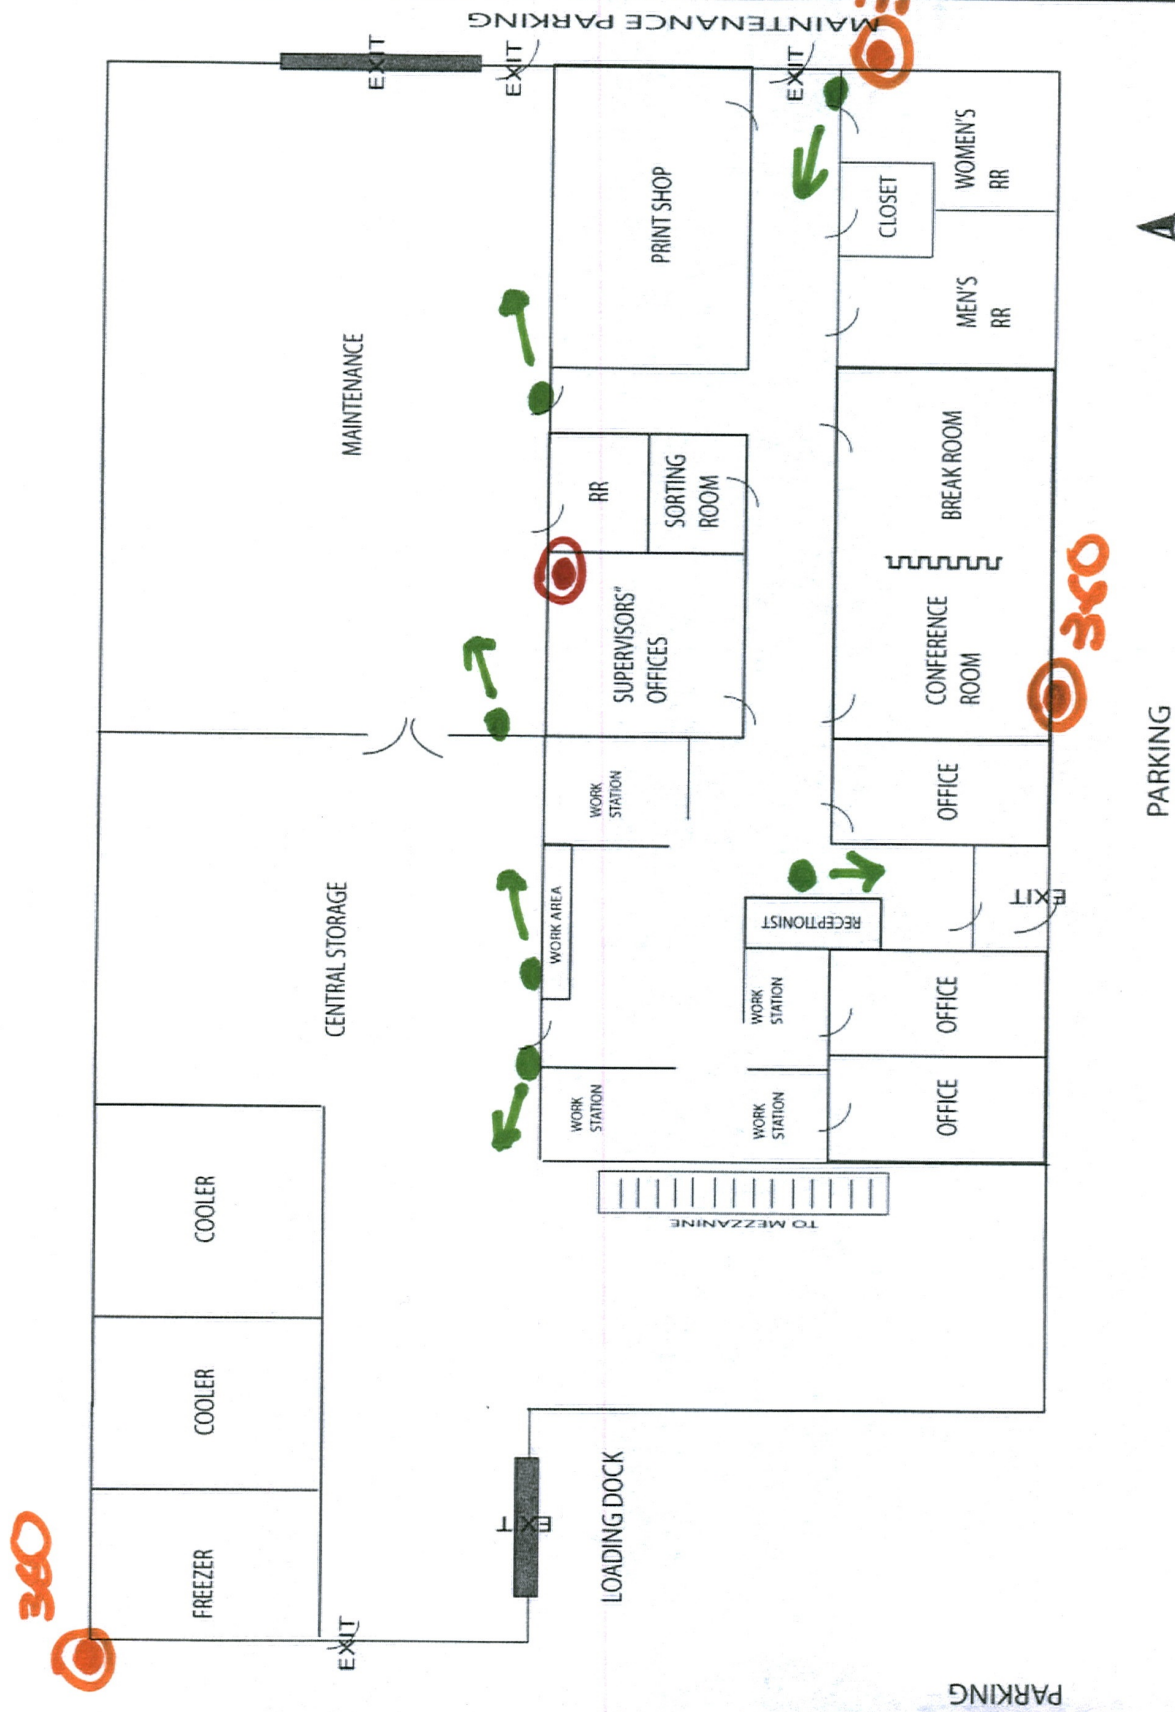 MAINTENANCE PARKING
EXIT
EXIT
EXIT
MAINTENANCE
PRINT SHOP
WOMEN'S
RR
CLOSET
MEN'S
RR
RR
SORTING
ROOM
BREAK ROOM
SUPERVISORS"
OFFICES
CONFERENCE
ROOM
360
WORK
STATION
OFFICE
PARKING
CENTRAL STORAGE
WORK AREA
RECEPTIONIST
EXIT
WORK
STATION
OFFICE
WORK
STATION
WORK
STATION
OFFICE
COOLER
TO MEZZANINE
COOLER
FREEZER
360
EXIT
LOADING DOCK
EXIT
PARKING